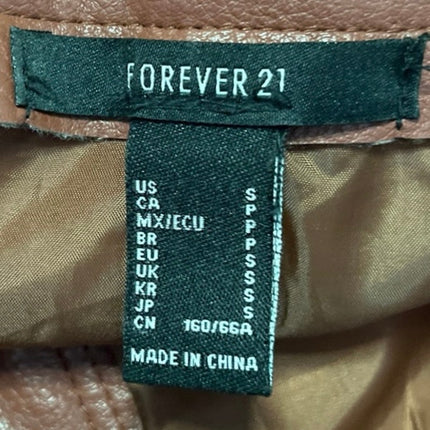 FOREVER 21
US S
CA P
MX/ECU P
BR P
EU S
UK S
KR S
JP S
CN 160/66A
MADE IN CHINA